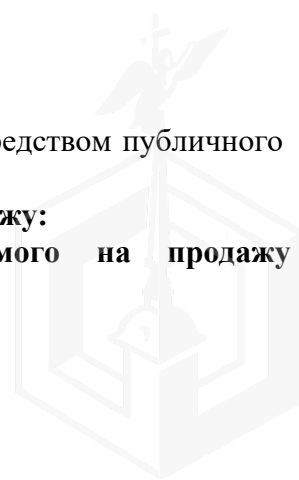 редством публичного
жу:
мого на продажу